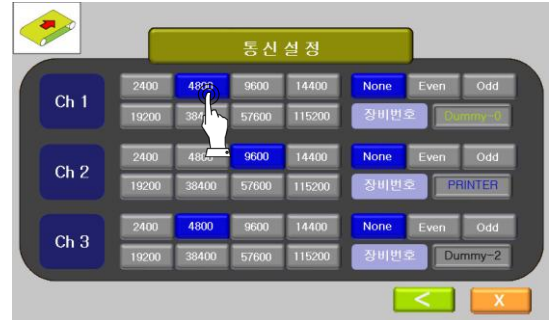 통신 설정
Ch 1
2400 4800 9600 14400 None Even Odd
19200 38400 57600 115200 장비번호 Dummy-0
Ch 2
2400 4800 9600 14400 None Even Odd
19200 38400 57600 115200 장비번호 PRINTER
Ch 3
2400 4800 9600 14400 None Even Odd
19200 38400 57600 115200 장비번호 Dummy-2
< X